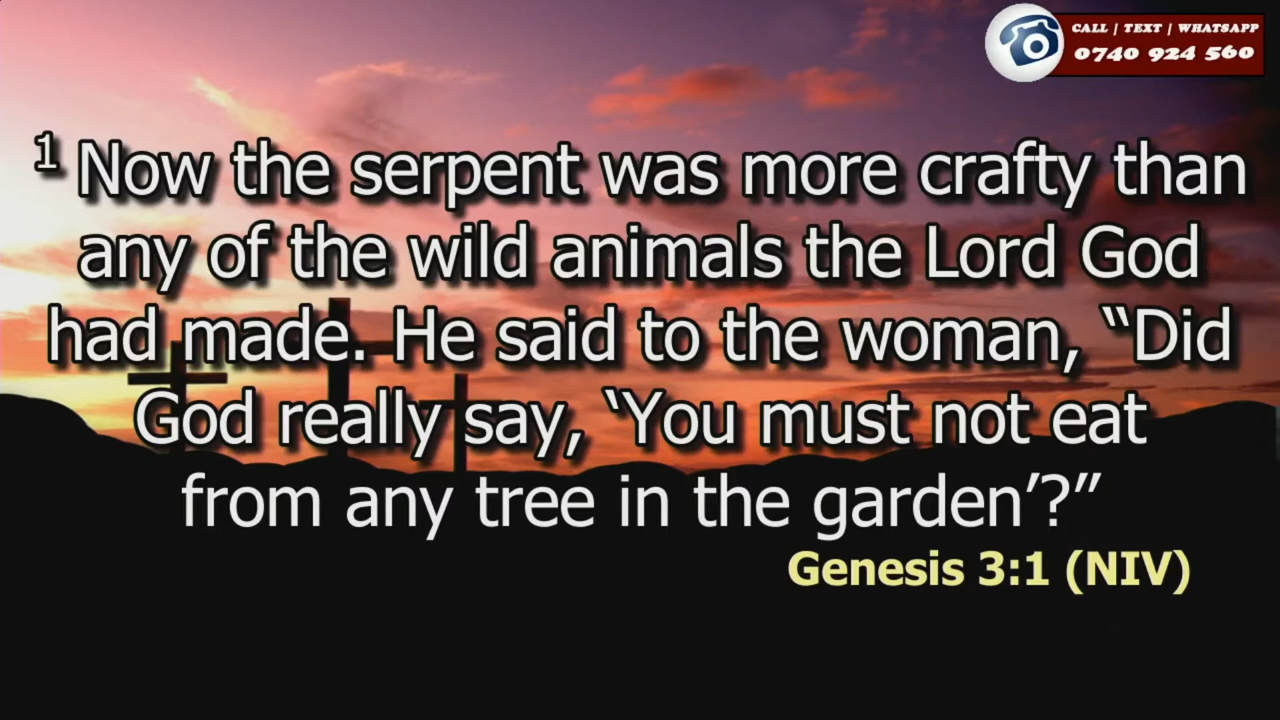 CALL | TEXT | WHATSAPP
0740 924 560
1 Now the serpent was more crafty than
any of the wild animals the Lord God
had made. He said to the woman, “Did
God really say, ‘You must not eat
from any tree in the garden’?”
Genesis 3:1 (NIV)